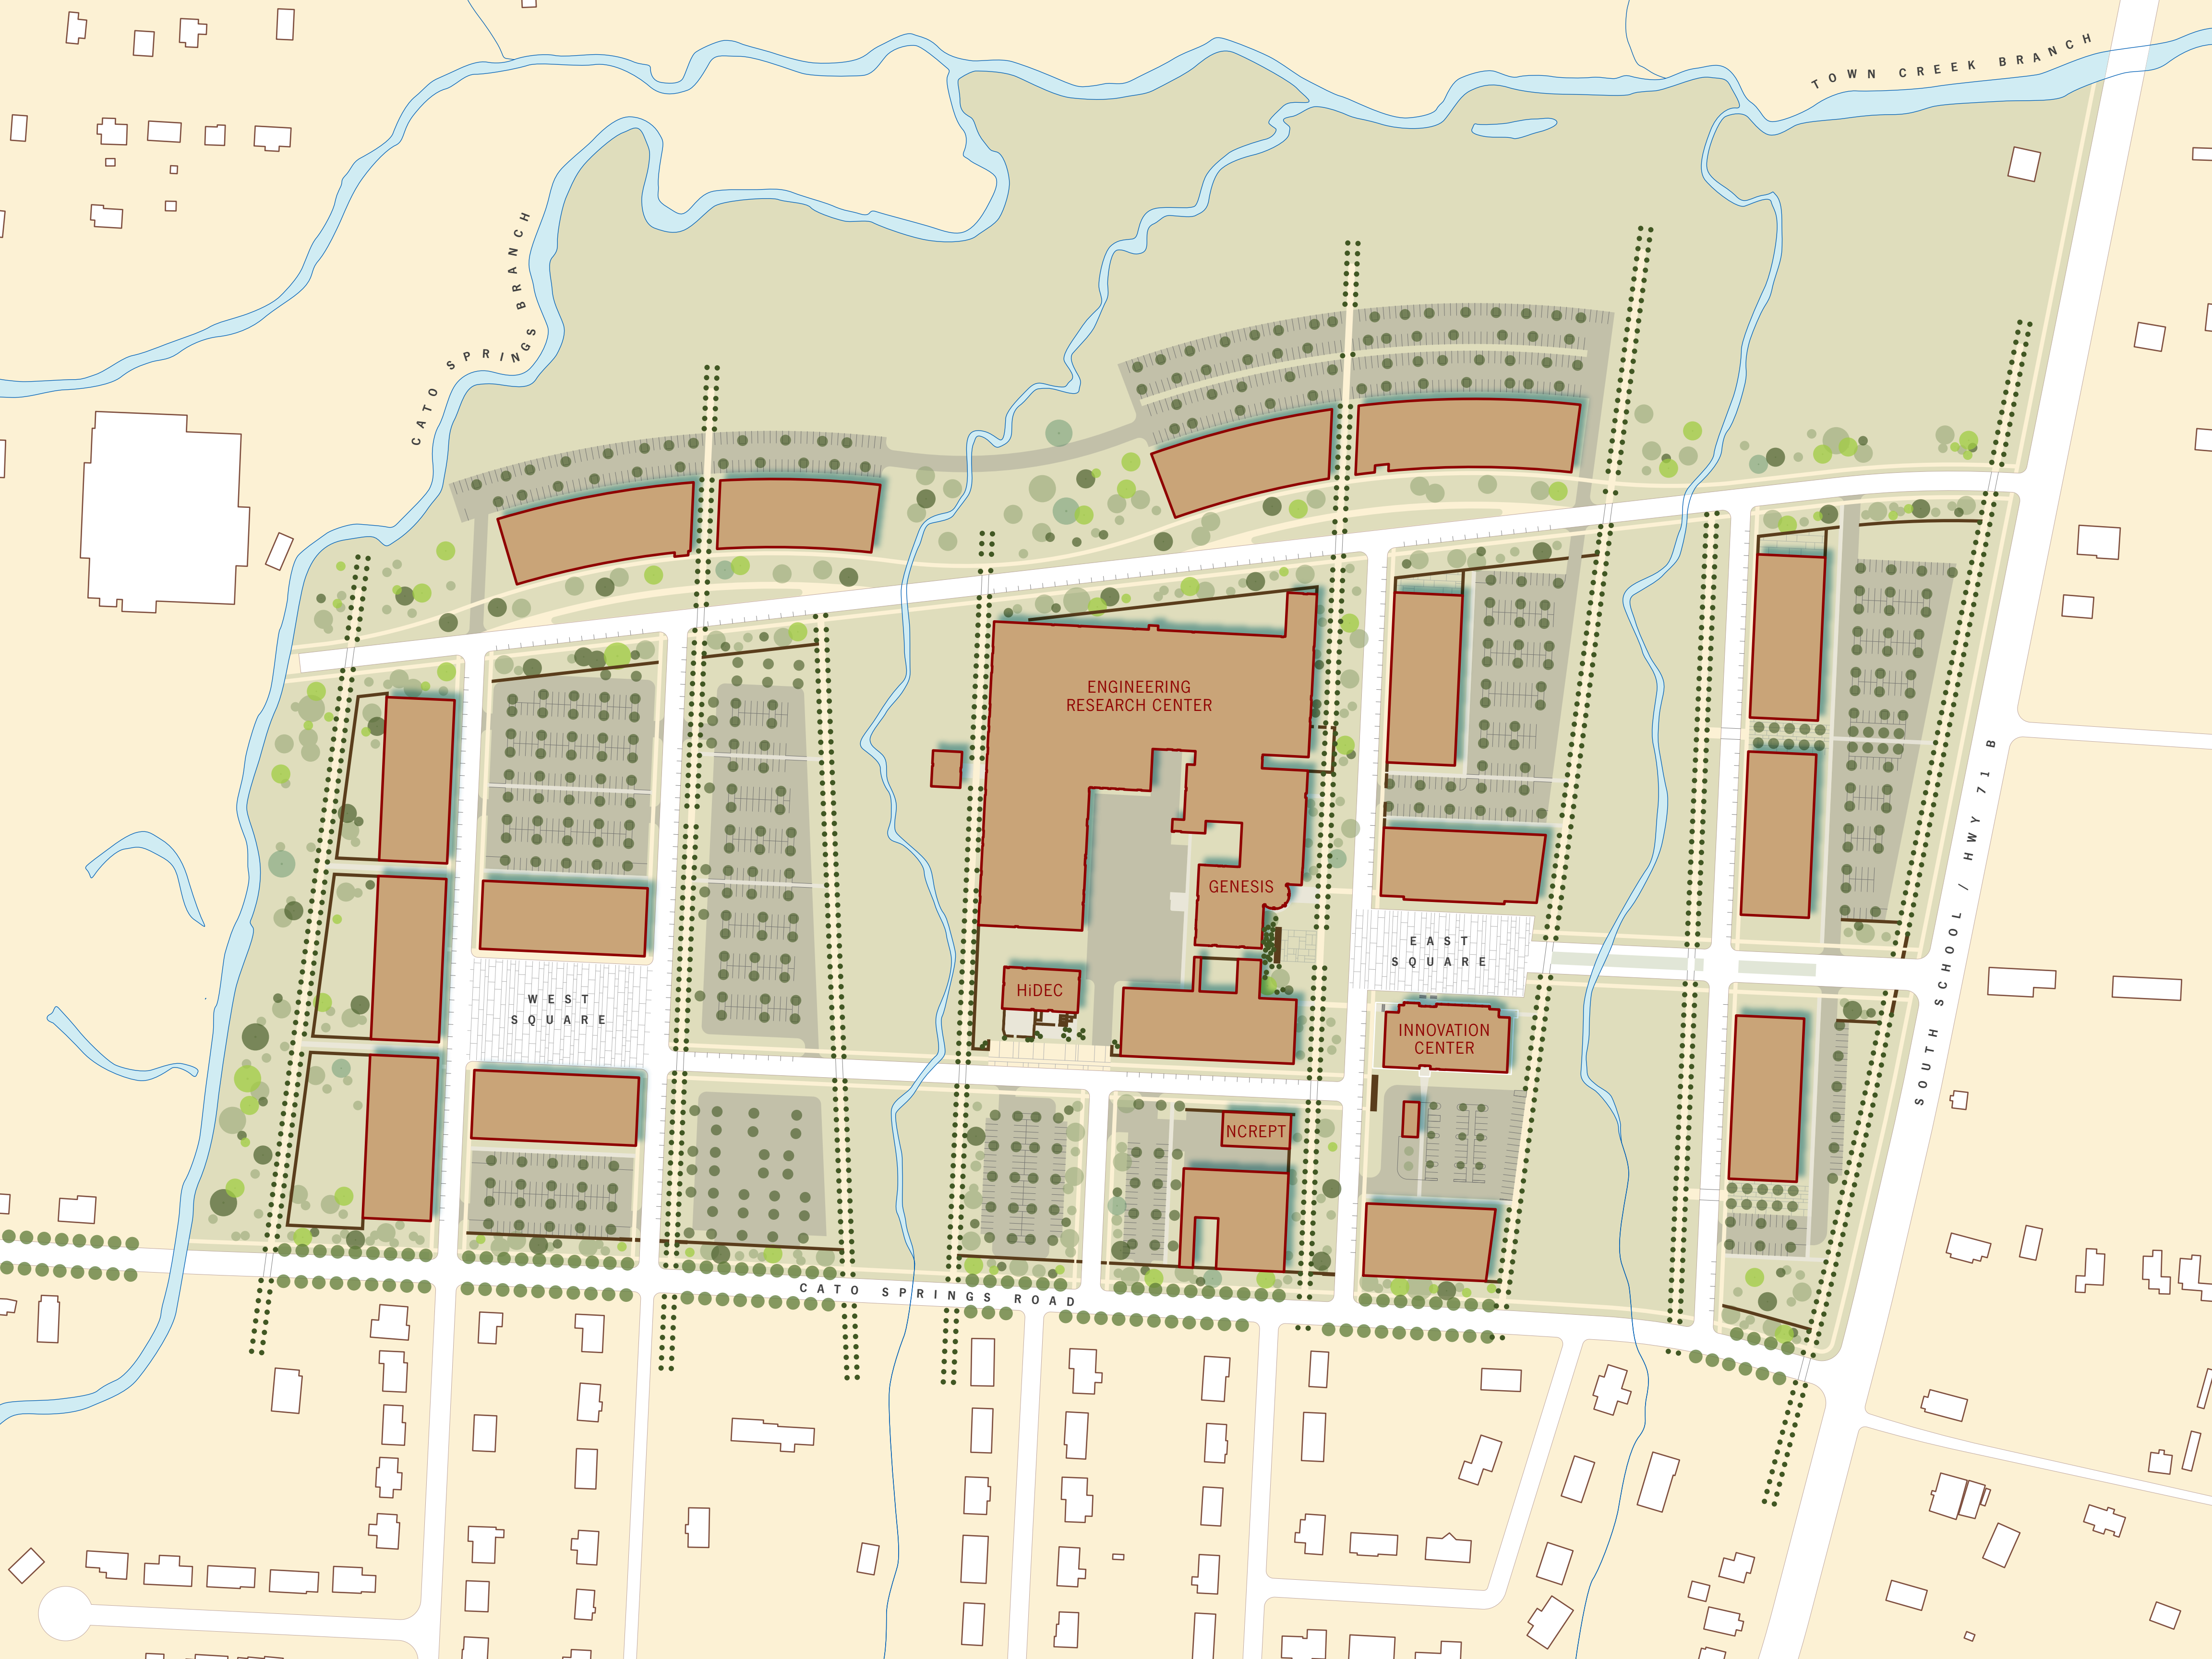 TOWN CREEK BRANCH
CATO SPRINGS BRANCH
ENGINEERING
RESEARCH CENTER
GENESIS
EAST
SQUARE
WEST
SQUARE
HiDEC
INNOVATION
CENTER
NCREPT
SOUTH SCHOOL / HWY 71 B
CATO SPRINGS ROAD